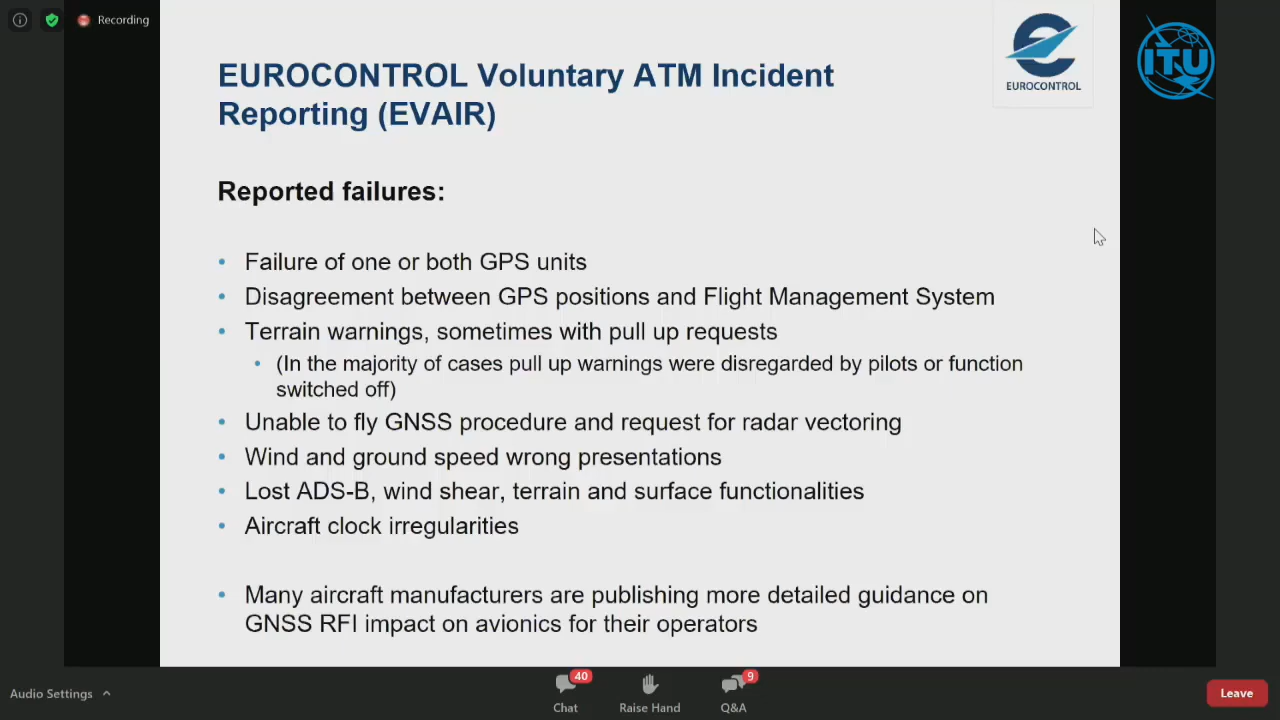 Recording
EUROCONTROL Voluntary ATM Incident
Reporting (EVAIR)
EUROCONTROL
ITU
Reported failures:
• Failure of one or both GPS units
• Disagreement between GPS positions and Flight Management System
• Terrain warnings, sometimes with pull up requests
• (In the majority of cases pull up warnings were disregarded by pilots or function
switched off)
• Unable to fly GNSS procedure and request for radar vectoring
• Wind and ground speed wrong presentations
• Lost ADS-B, wind shear, terrain and surface functionalities
• Aircraft clock irregularities
• Many aircraft manufacturers are publishing more detailed guidance on
GNSS RFI impact on avionics for their operators
Audio Settings
40
Chat
Raise Hand
9
Q&A
Leave